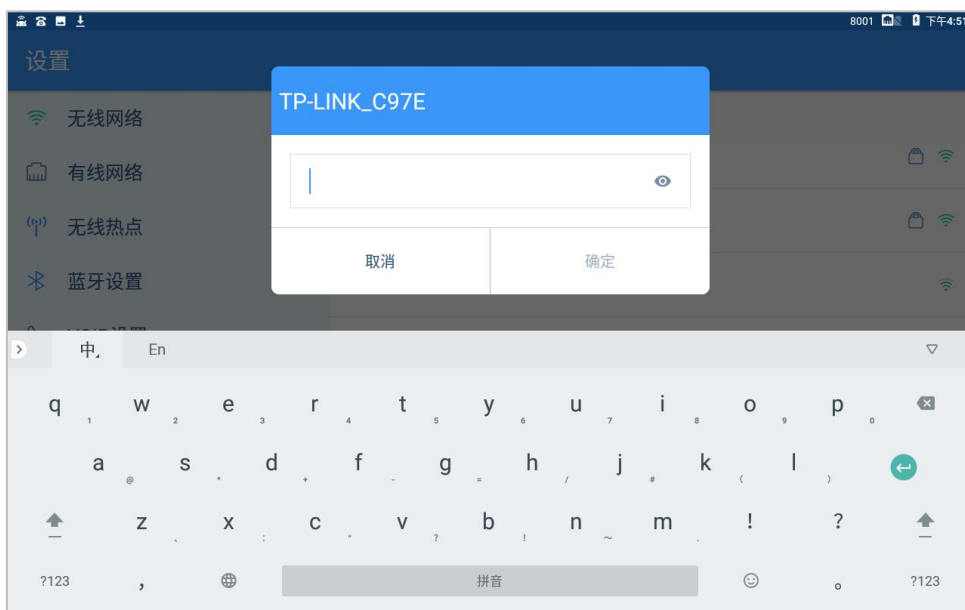 8001 下午4:51
设置
TP-LINK_C97E
无线网络
有线网络
无线热点
蓝牙设置
取消 确定
中 En
q 1 w 2 e 3 r 4 t 5 y 6 u 7 i 8 o 9 p 0
a @ s * d + f - g = h / j # k ( l )
z 、 x : c " v ? b ! n ~ m . ! ?
?123 , 拼音 。 ?123